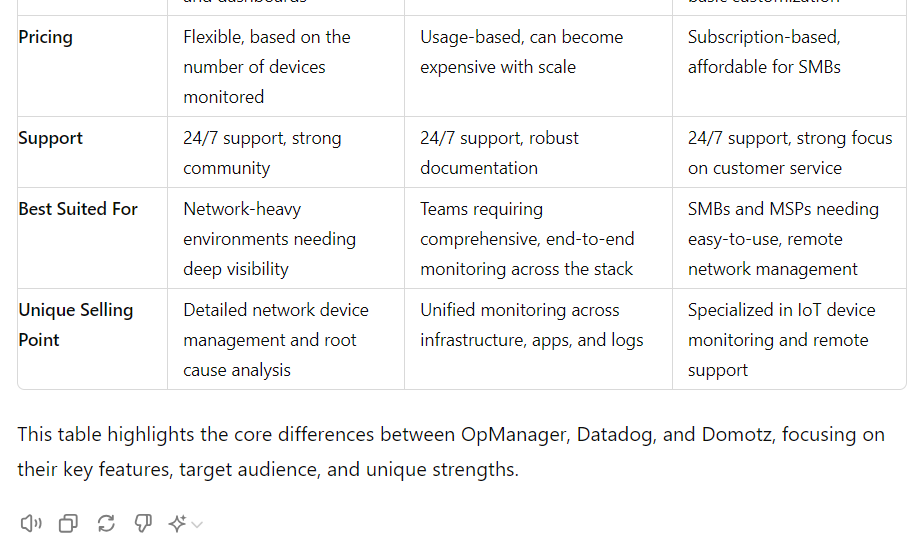 and dashboards
basic customization
Pricing
Flexible, based on the
number of devices
monitored
Usage-based, can become
expensive with scale
Subscription-based,
affordable for SMBs
Support
24/7 support, strong
community
24/7 support, robust
documentation
24/7 support, strong focus
on customer service
Best Suited For
Network-heavy
environments needing
deep visibility
Teams requiring
comprehensive, end-to-end
monitoring across the stack
SMBs and MSPs needing
easy-to-use, remote
network management
Unique Selling
Point
Detailed network device
management and root
cause analysis
Unified monitoring across
infrastructure, apps, and logs
Specialized in IoT device
monitoring and remote
support
This table highlights the core differences between OpManager, Datadog, and Domotz, focusing on
their key features, target audience, and unique strengths.